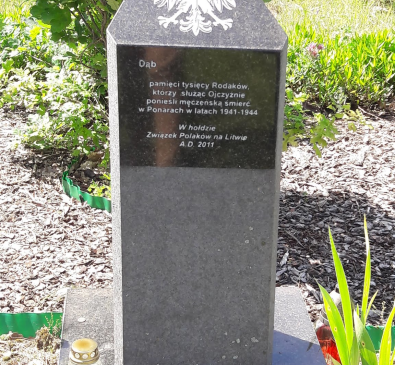 Dąb
pamięci tysięcy Rodaków,
którzy służąc Ojczyźnie
ponieśli męczeńską śmierć
w Ponarach w latach 1941-1944
W hołdzie
Związek Polaków na Litwie
A.D. 2011